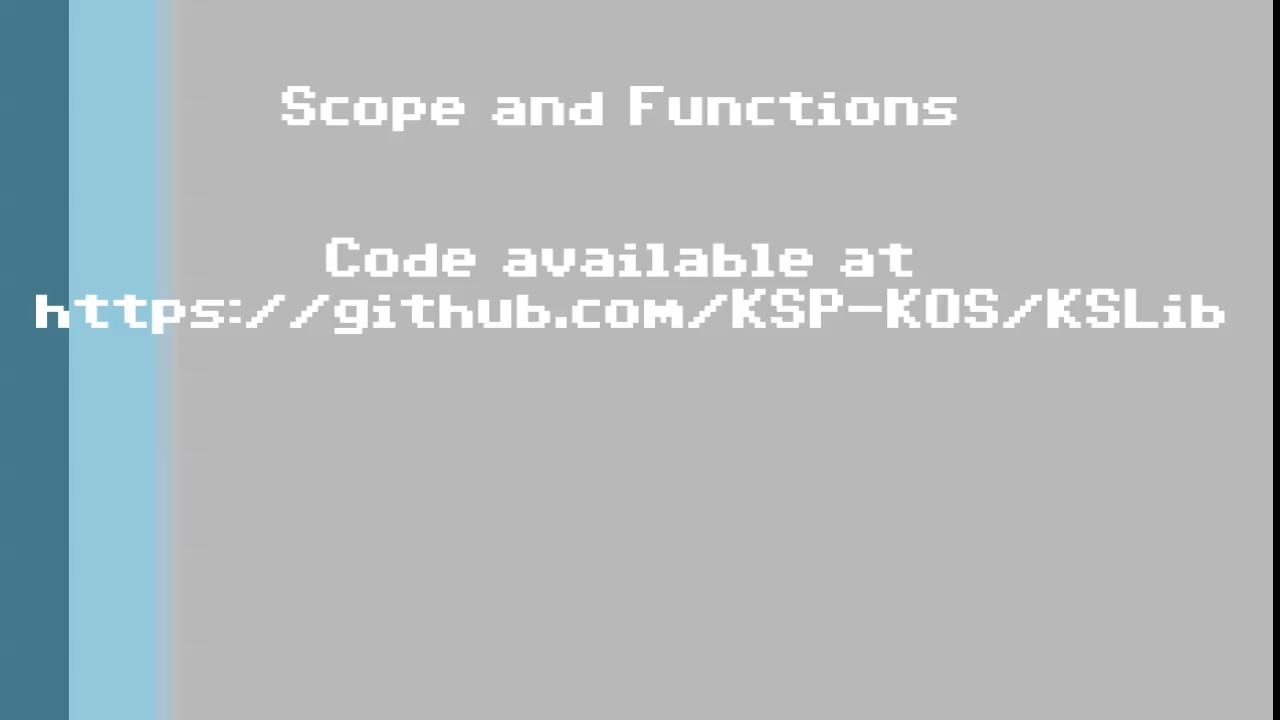 Scope and Functions
Code available at
https://github.com/KSP-KOS/KSLib